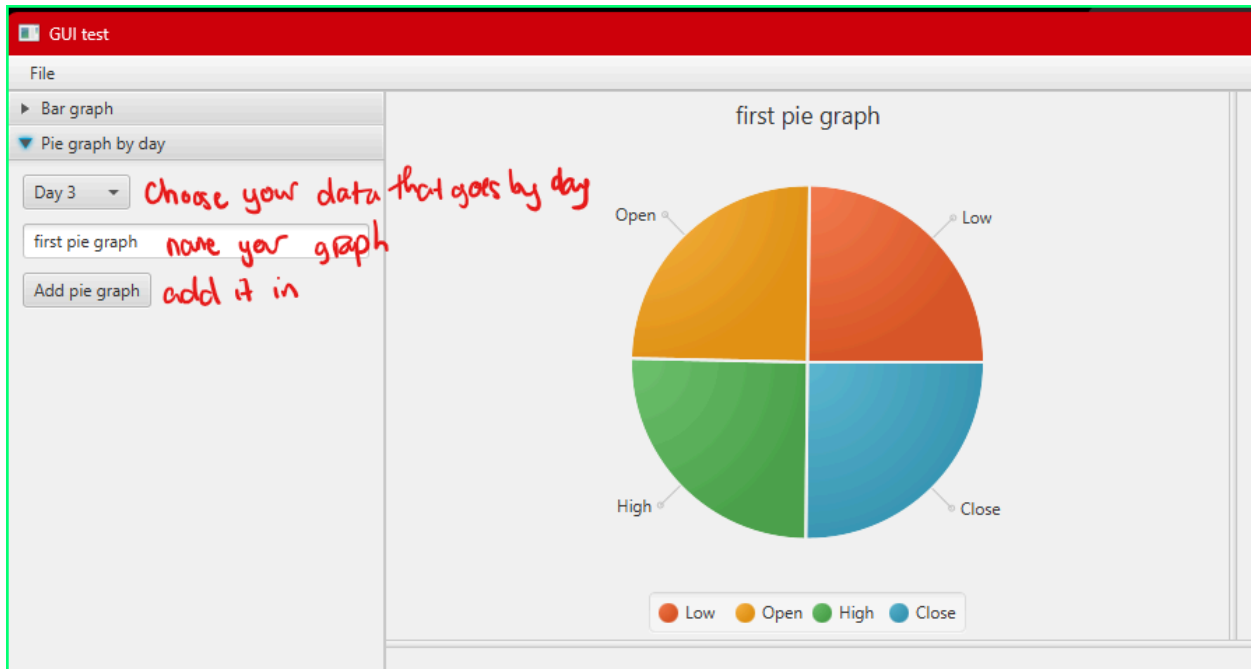 GUI test
File
Bar graph
Pie graph by day
Day 3 Choose your data that goes by day
first pie graph name your graph
Add pie graph add it in
first pie graph
Open
Low
High
Close
Low Open High Close